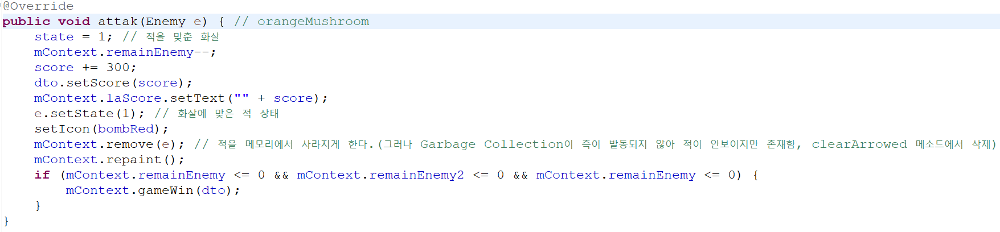 @Override
public void attak(Enemy e) { // orangeMushroom
    state = 1; // 적을 맞춘 화살
    mContext.remainEnemy--;
    score += 300;
    dto.setScore(score);
    mContext.laScore.setText("" + score);
    e.setState(1); // 화살에 맞은 적 상태
    setIcon(bombRed);
    mContext.remove(e); // 적을 메모리에서 사라지게 한다.(그러나 Garbage Collection이 즉이 발동되지 않아 적이 안보이지만 존재함, clearArrowed 메소드에서 삭제)
    mContext.repaint();
    if (mContext.remainEnemy <= 0 && mContext.remainEnemy2 <= 0 && mContext.remainEnemy <= 0) {
        mContext.gameWin(dto);
    }
}